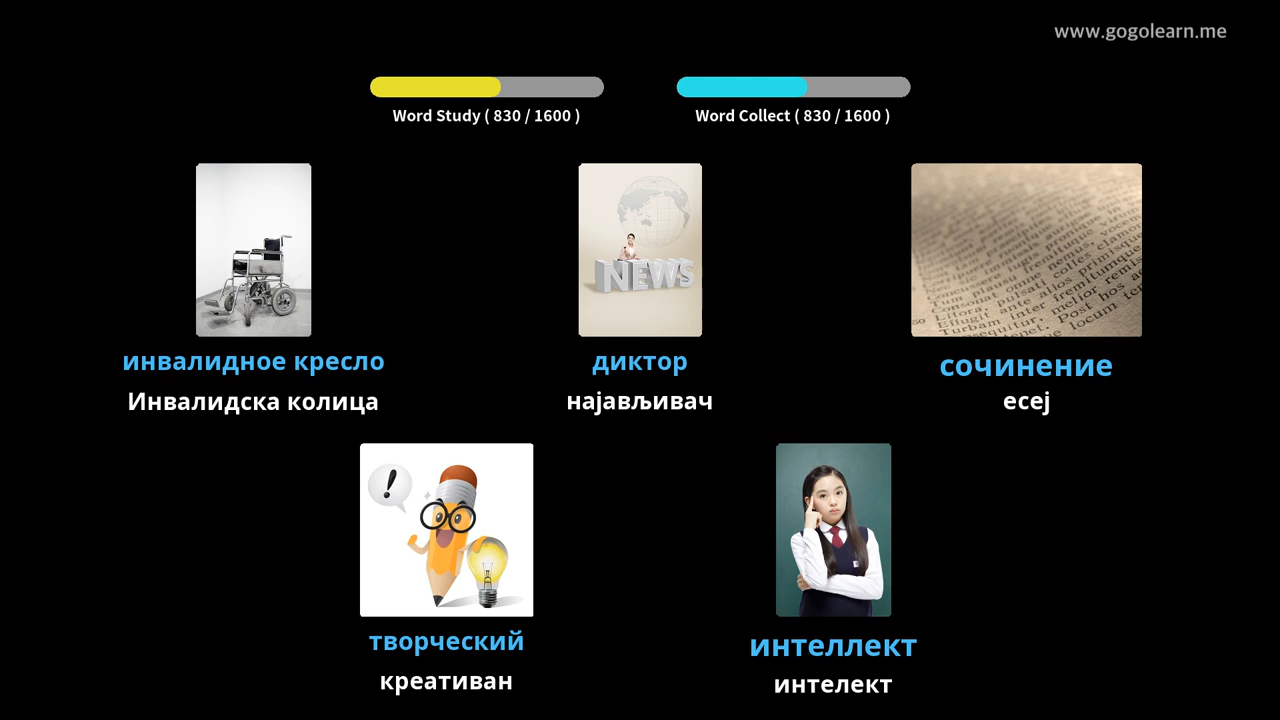 www.gogolearn.me
Word Study ( 830 / 1600 )
Word Collect ( 830 / 1600 )
NEWS
инвалидное кресло
Инвалидска колица
диктор
најављивач
сочинение
есеј
!
творческий
креативан
интеллект
интелект